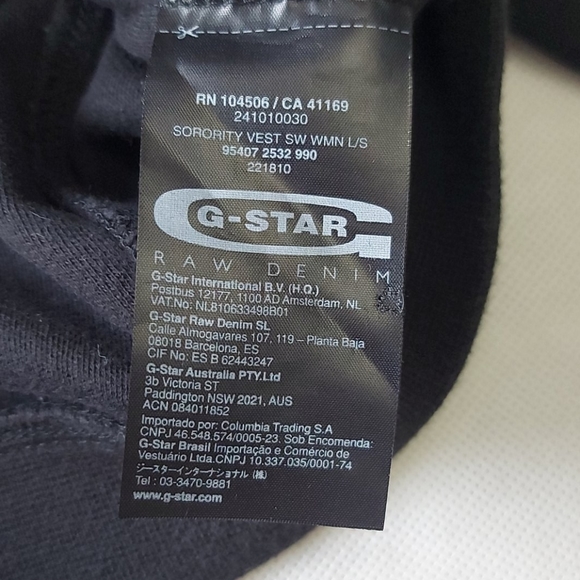 RN 104506 / CA 41169
241010030
SORORITY VEST SW WMN L/S
95407 2532 990
221810
G-STAR
RAW DENIM
G-Star International B.V. (H.Q.)
Postbus 12177, 1100 AD Amsterdam, NL
VAT.No: NL.810633498B01
G-Star Raw Denim SL
Calle Almogavares 107, 119 – Planta Baja
08018 Barcelona, ES
CIF No: ES B 62443247
G-Star Australia PTY.Ltd
3b Victoria ST
Paddington NSW 2021, AUS
ACN 084011852
Importado por: Columbia Trading S.A
CNPJ 46.548.574/0005-23. Sob Encomenda:
G-Star Brasil Importação e Comércio de
Vestuário Ltda.CNPJ 10.337.035/0001-74
ジースターインターナショナル (株)
Tel : 03-3470-9881
www.g-star.com